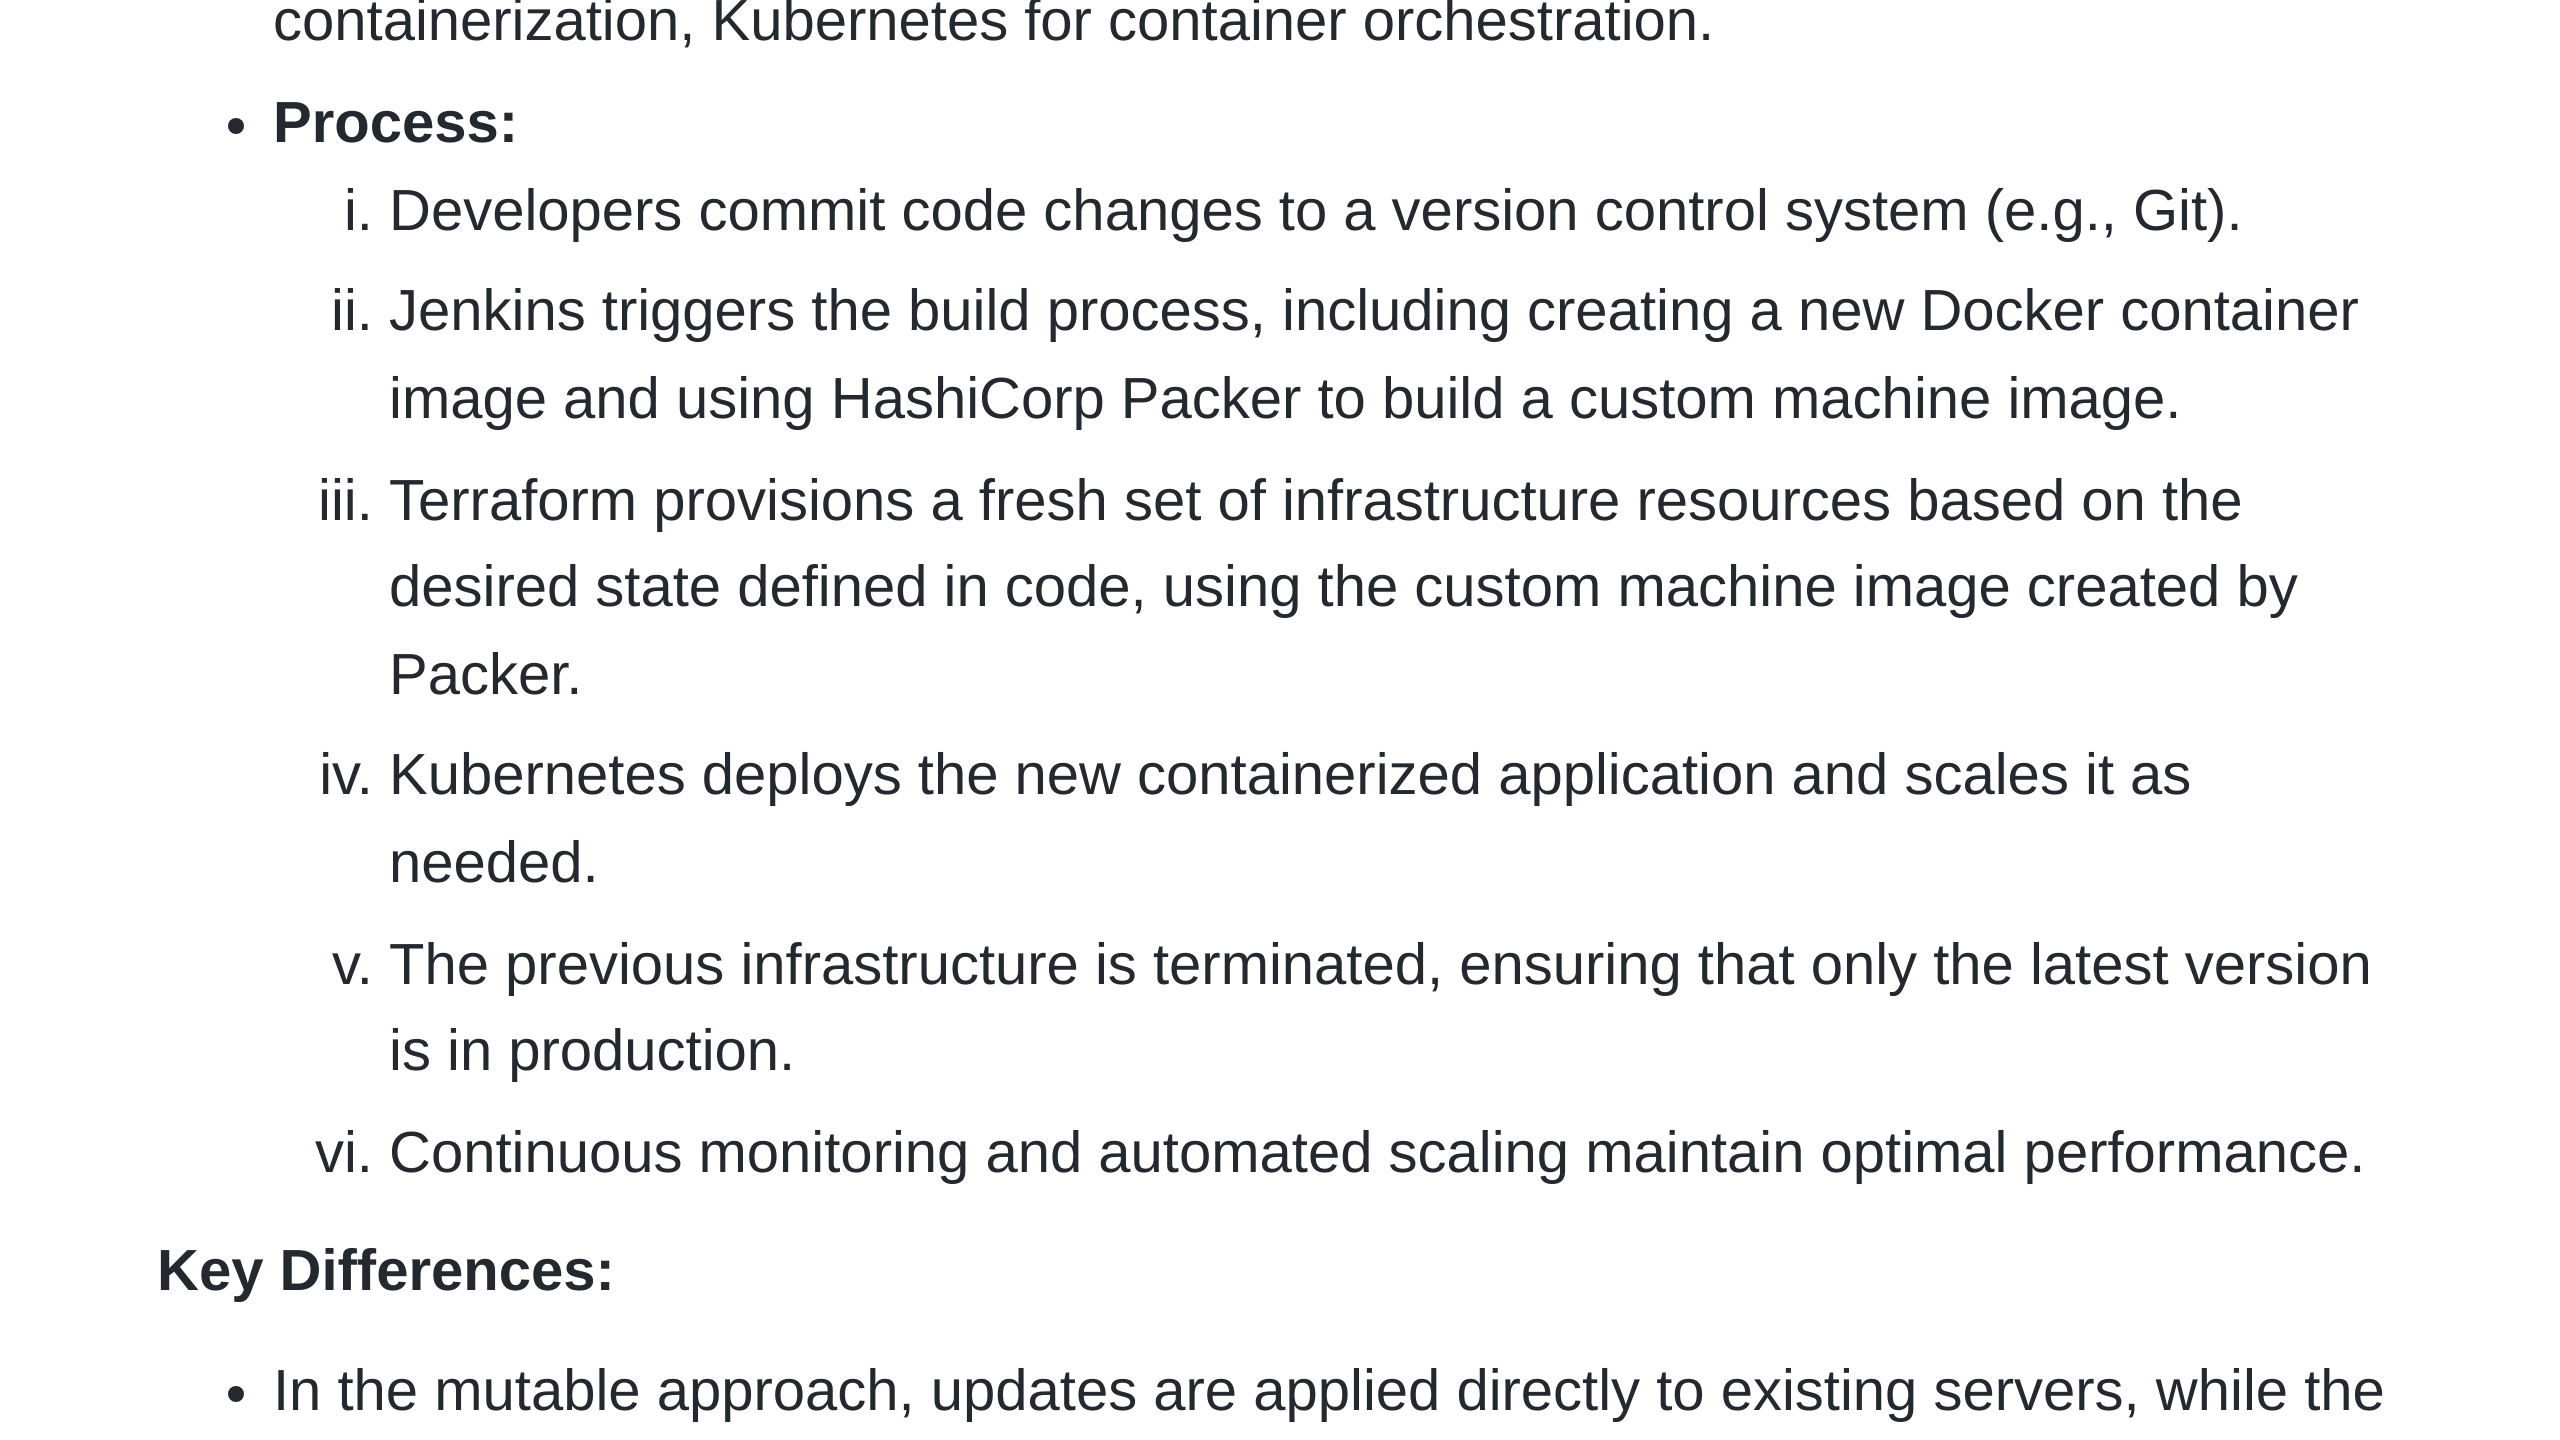 containerization, Kubernetes for container orchestration.
• Process:
i. Developers commit code changes to a version control system (e.g., Git).
ii. Jenkins triggers the build process, including creating a new Docker container
image and using HashiCorp Packer to build a custom machine image.
iii. Terraform provisions a fresh set of infrastructure resources based on the
desired state defined in code, using the custom machine image created by
Packer.
iv. Kubernetes deploys the new containerized application and scales it as
needed.
v. The previous infrastructure is terminated, ensuring that only the latest version
is in production.
vi. Continuous monitoring and automated scaling maintain optimal performance.
Key Differences:
• In the mutable approach, updates are applied directly to existing servers, while the